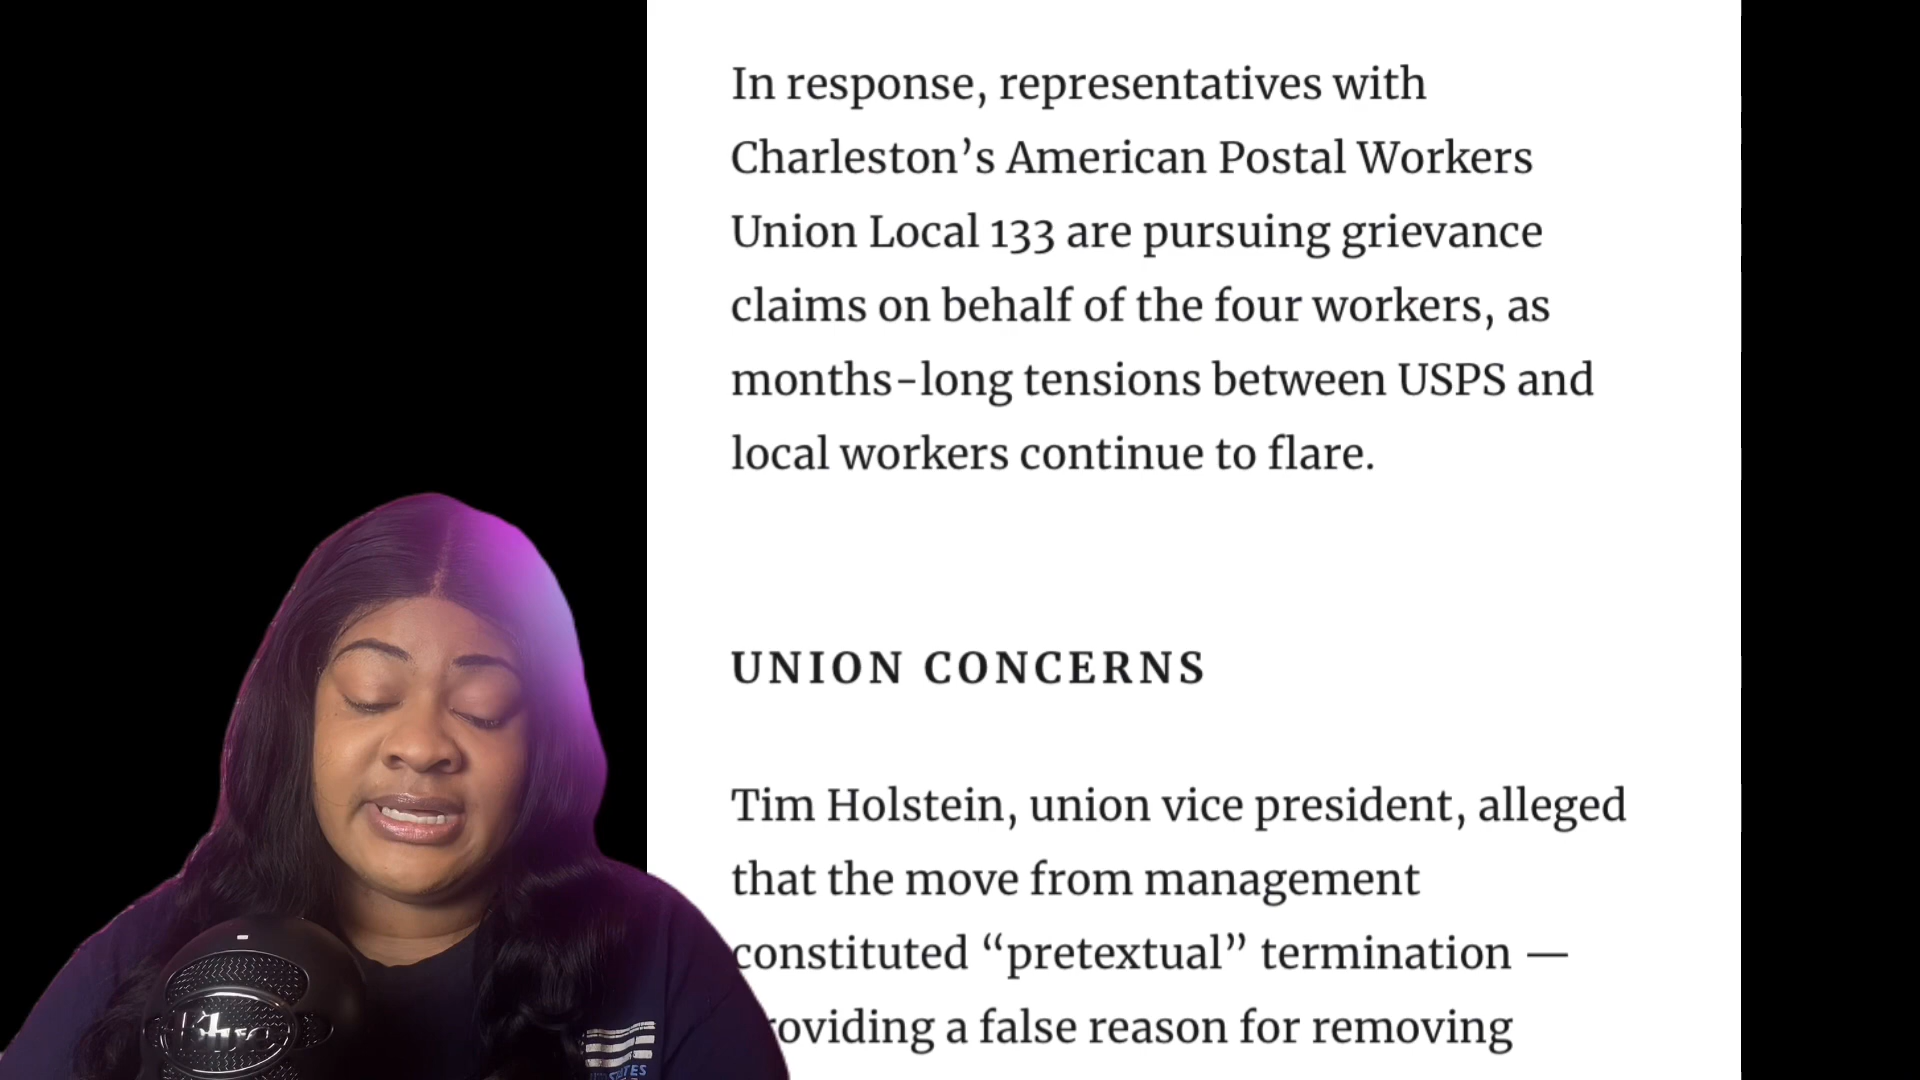 In response, representatives with
Charleston’s American Postal Workers
Union Local 133 are pursuing grievance
claims on behalf of the four workers, as
months-long tensions between USPS and
local workers continue to flare.
UNION CONCERNS
Tim Holstein, union vice president, alleged
that the move from management
constituted “pretextual” termination —
a false reason for removing